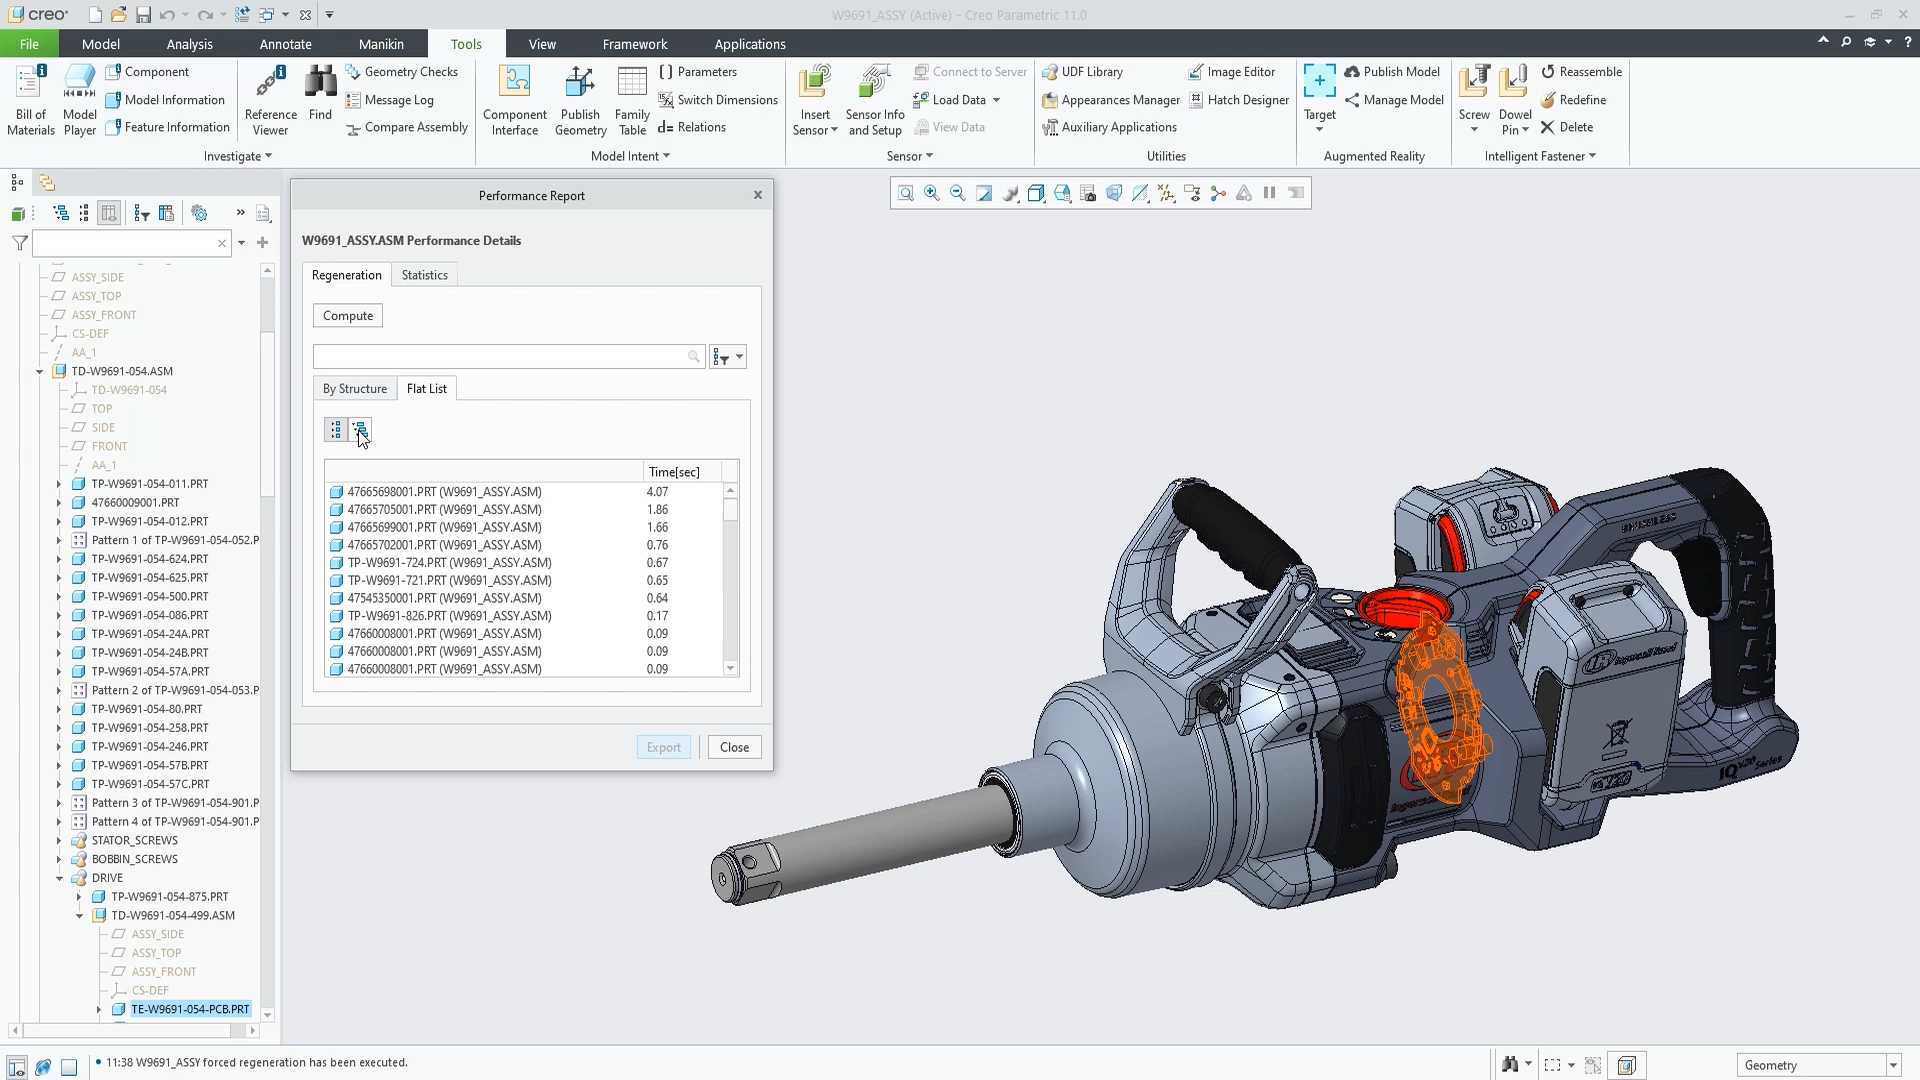 creo®
W9691_ASSY (Active) - Creo Parametric 11.0
File
Model
Analysis
Annotate
Manikin
Tools
View
Framework
Applications
Bill of Materials
Model Player
Component
Model Information
Feature Information
Reference Viewer
Find
Geometry Checks
Message Log
Compare Assembly
Investigate
Component Interface
Publish Geometry
Family Table
Parameters
Switch Dimensions
d= Relations
Model Intent
Insert Sensor
Sensor Info and Setup
Connect to Server
Load Data
View Data
Sensor
UDF Library
Appearances Manager
Auxiliary Applications
Image Editor
Hatch Designer
Utilities
Target
Publish Model
Manage Model
Augmented Reality
Screw
Dowel Pin
Reassemble
Redefine
Delete
Intelligent Fastener
ASSY_SIDE
ASSY_TOP
ASSY_FRONT
CS-DEF
AA_1
TD-W9691-054.ASM
TD-W9691-054
TOP
SIDE
FRONT
AA_1
TP-W9691-054-011.PRT
47660009001.PRT
TP-W9691-054-012.PRT
Pattern 1 of TP-W9691-054-052.P
TP-W9691-054-624.PRT
TP-W9691-054-625.PRT
TP-W9691-054-500.PRT
TP-W9691-054-086.PRT
TP-W9691-054-24A.PRT
TP-W9691-054-24B.PRT
TP-W9691-054-57A.PRT
Pattern 2 of TP-W9691-054-053.P
TP-W9691-054-80.PRT
TP-W9691-054-258.PRT
TP-W9691-054-246.PRT
TP-W9691-054-57B.PRT
TP-W9691-054-57C.PRT
Pattern 3 of TP-W9691-054-901.P
Pattern 4 of TP-W9691-054-901.P
STATOR_SCREWS
BOBBIN_SCREWS
DRIVE
TP-W9691-054-875.PRT
TD-W9691-054-499.ASM
ASSY_SIDE
ASSY_TOP
ASSY_FRONT
CS-DEF
TE-W9691-054-PCB.PRT
Performance Report
W9691_ASSY.ASM Performance Details
Regeneration
Statistics
Compute
By Structure
Flat List
Time[sec]
47665698001.PRT (W9691_ASSY.ASM) 4.07
47665705001.PRT (W9691_ASSY.ASM) 1.86
47665699001.PRT (W9691_ASSY.ASM) 1.66
47665702001.PRT (W9691_ASSY.ASM) 0.76
TP-W9691-724.PRT (W9691_ASSY.ASM) 0.67
TP-W9691-721.PRT (W9691_ASSY.ASM) 0.65
47545350001.PRT (W9691_ASSY.ASM) 0.64
TP-W9691-826.PRT (W9691_ASSY.ASM) 0.17
47660008001.PRT (W9691_ASSY.ASM) 0.09
47660008001.PRT (W9691_ASSY.ASM) 0.09
47660008001.PRT (W9691_ASSY.ASM) 0.09
Export
Close
BRUSHLESS
IR Ingersoll Rand
IQV20 Series
11:38 W9691_ASSY forced regeneration has been executed.
Geometry